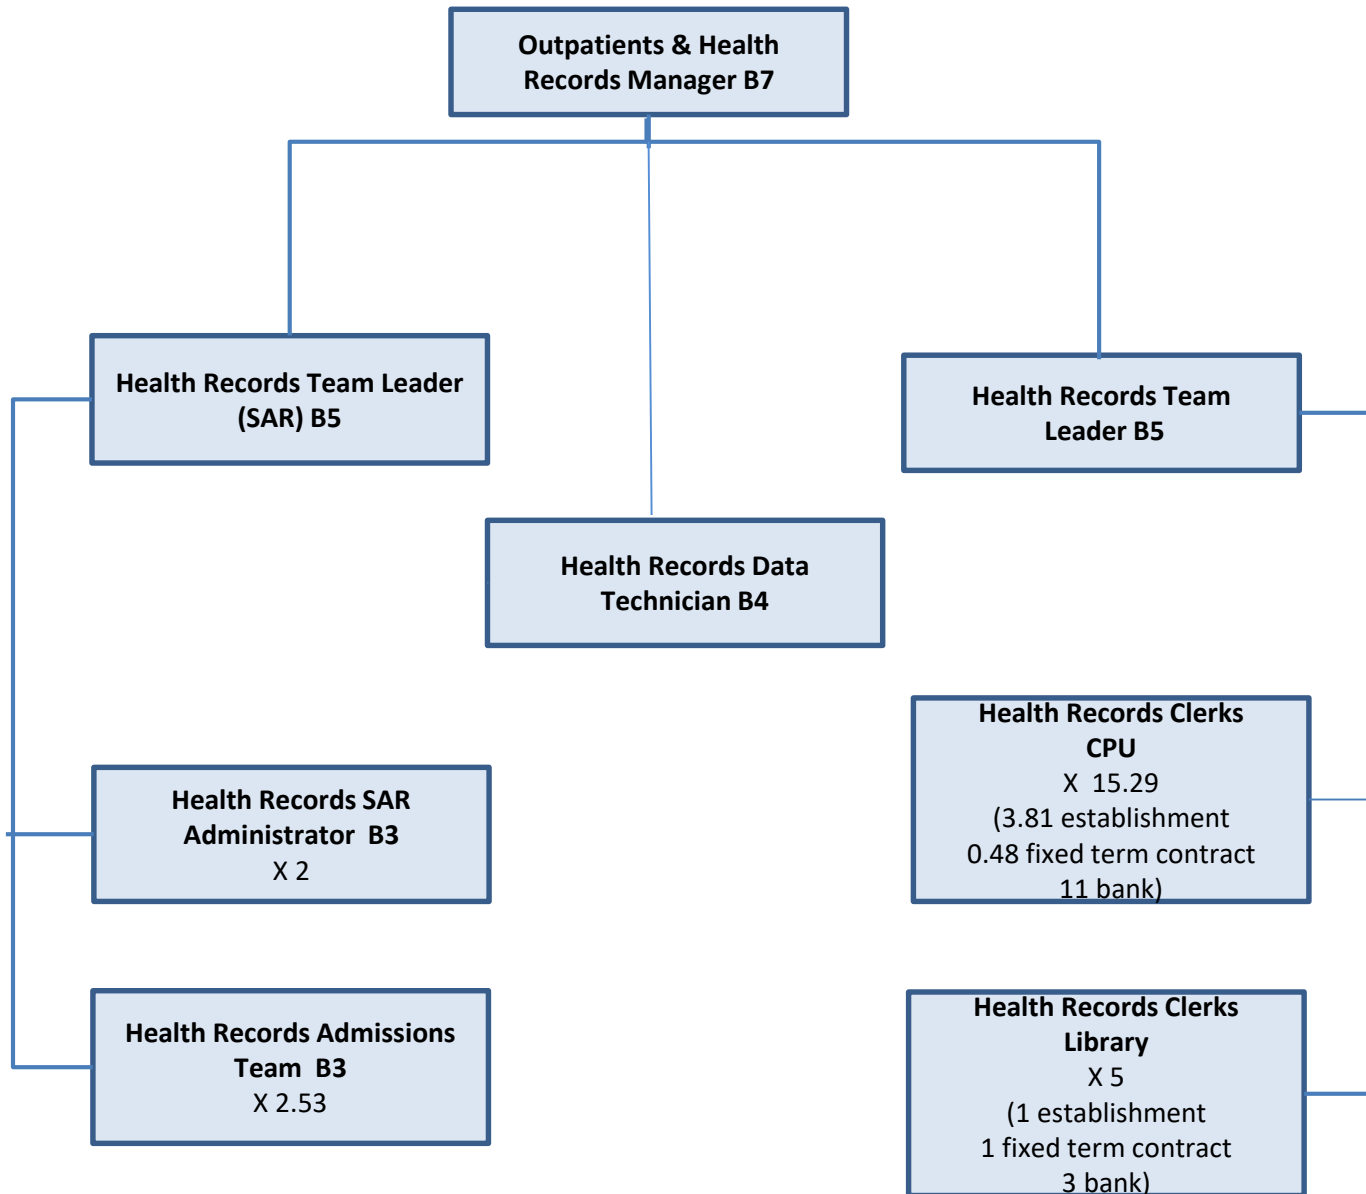 Outpatients & Health
Records Manager B7
Health Records Team Leader
(SAR) B5
Health Records Team
Leader B5
Health Records Data
Technician B4
Health Records Clerks
CPU
X 15.29
(3.81 establishment
0.48 fixed term contract
11 bank)
Health Records SAR
Administrator B3
X 2
Health Records Admissions
Team B3
X 2.53
Health Records Clerks
Library
X 5
(1 establishment
1 fixed term contract
3 bank)